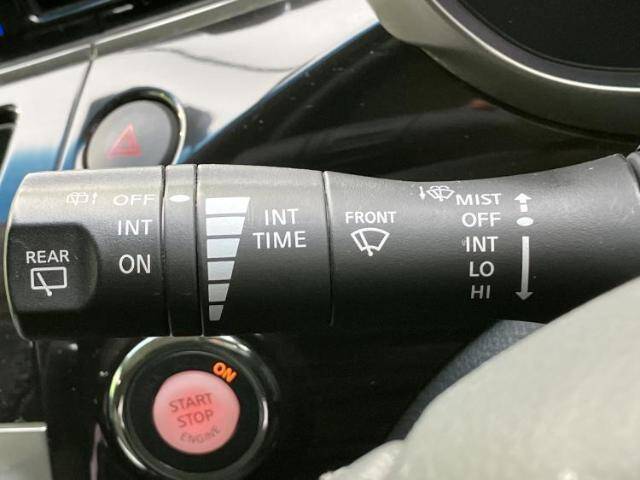 OFF
INT
ON
REAR
INT
TIME
FRONT
MIST
OFF
INT
LO
HI
ON
START
STOP
ENGINE